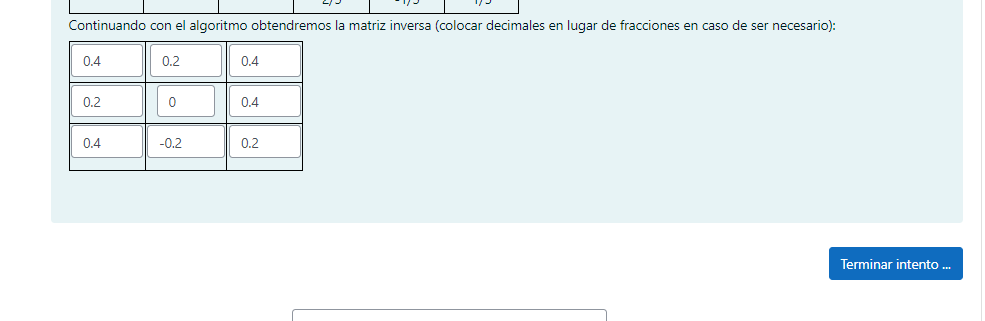 Continuando con el algoritmo obtendremos la matriz inversa (colocar decimales en lugar de fracciones en caso de ser necesario):
0.4 0.2 0.4
0.2 0 0.4
0.4 -0.2 0.2
Terminar intento ...